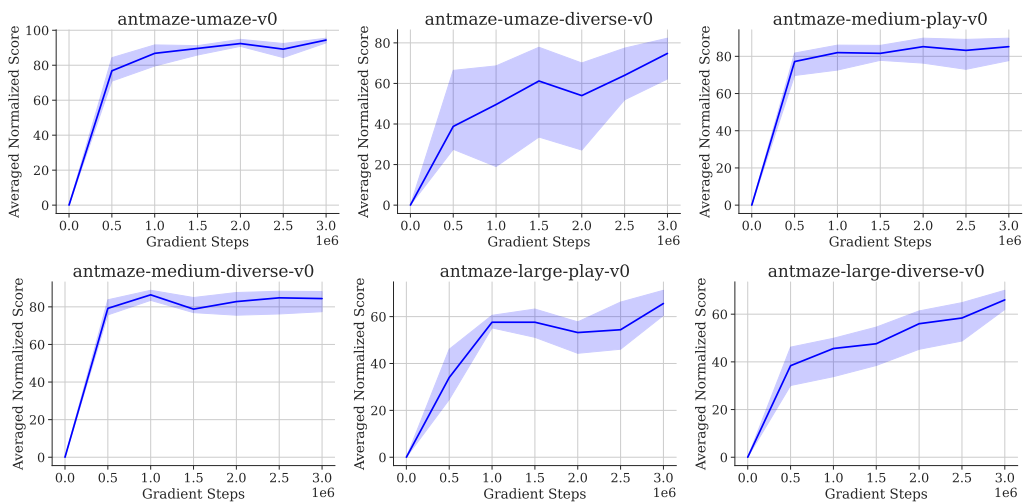 antmaze-umaze-v0
Averaged Normalized Score
100
80
60
40
20
0
0.0 0.5 1.0 1.5 2.0 2.5 3.0
Gradient Steps
1e6
antmaze-umaze-diverse-v0
Averaged Normalized Score
80
60
40
20
0
0.0 0.5 1.0 1.5 2.0 2.5 3.0
Gradient Steps
1e6
antmaze-medium-play-v0
Averaged Normalized Score
80
60
40
20
0
0.0 0.5 1.0 1.5 2.0 2.5 3.0
Gradient Steps
1e6
antmaze-medium-diverse-v0
Averaged Normalized Score
80
60
40
20
0
0.0 0.5 1.0 1.5 2.0 2.5 3.0
Gradient Steps
1e6
antmaze-large-play-v0
Averaged Normalized Score
60
40
20
0
0.0 0.5 1.0 1.5 2.0 2.5 3.0
Gradient Steps
1e6
antmaze-large-diverse-v0
Averaged Normalized Score
60
40
20
0
0.0 0.5 1.0 1.5 2.0 2.5 3.0
Gradient Steps
1e6